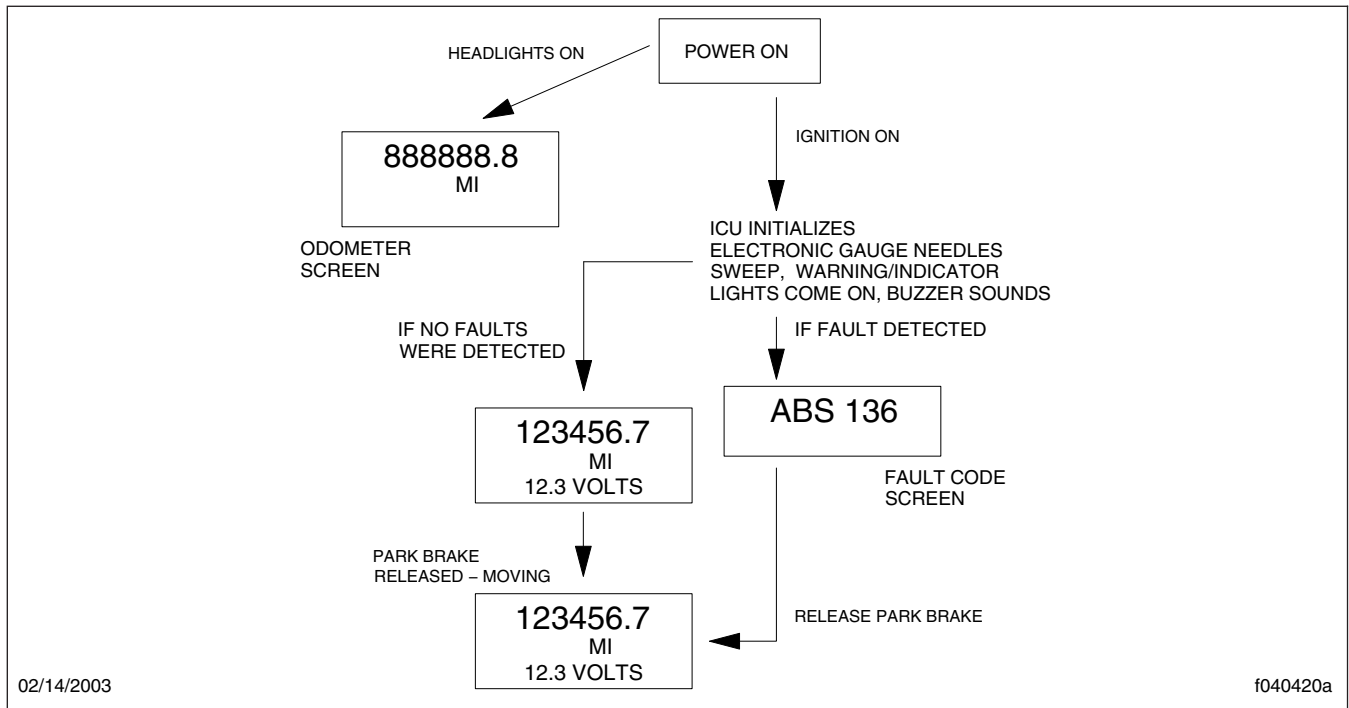 POWER ON
HEADLIGHTS ON
IGNITION ON
888888.8
MI
ODOMETER
SCREEN
ICU INITIALIZES
ELECTRONIC GAUGE NEEDLES
SWEEP, WARNING/INDICATOR
LIGHTS COME ON, BUZZER SOUNDS
IF NO FAULTS
WERE DETECTED
IF FAULT DETECTED
123456.7
MI
12.3 VOLTS
ABS 136
FAULT CODE
SCREEN
PARK BRAKE
RELEASED – MOVING
RELEASE PARK BRAKE
123456.7
MI
12.3 VOLTS
02/14/2003
f040420a